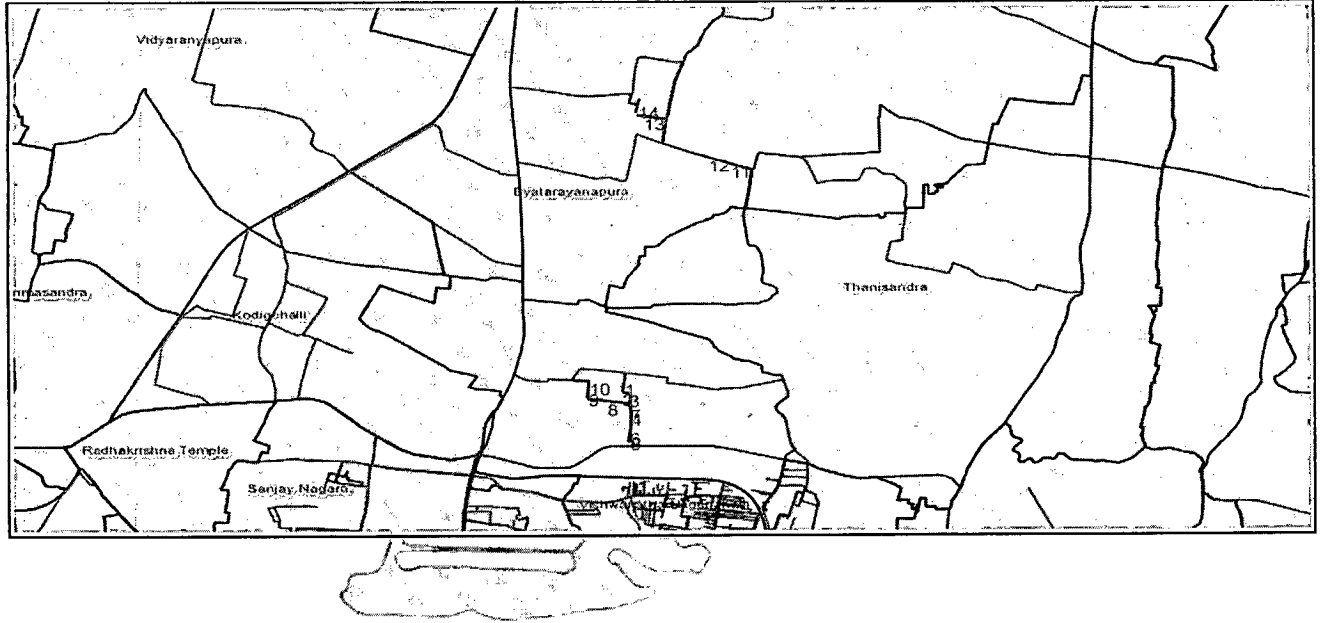 Vidyaranyapura
14
13
12 11
Byatarayanapura
Thanisandra
nmasandra
Kodigehalli
10 1
9 3
8 4
6
Radhakrishna Temple
Sanjay Nagara